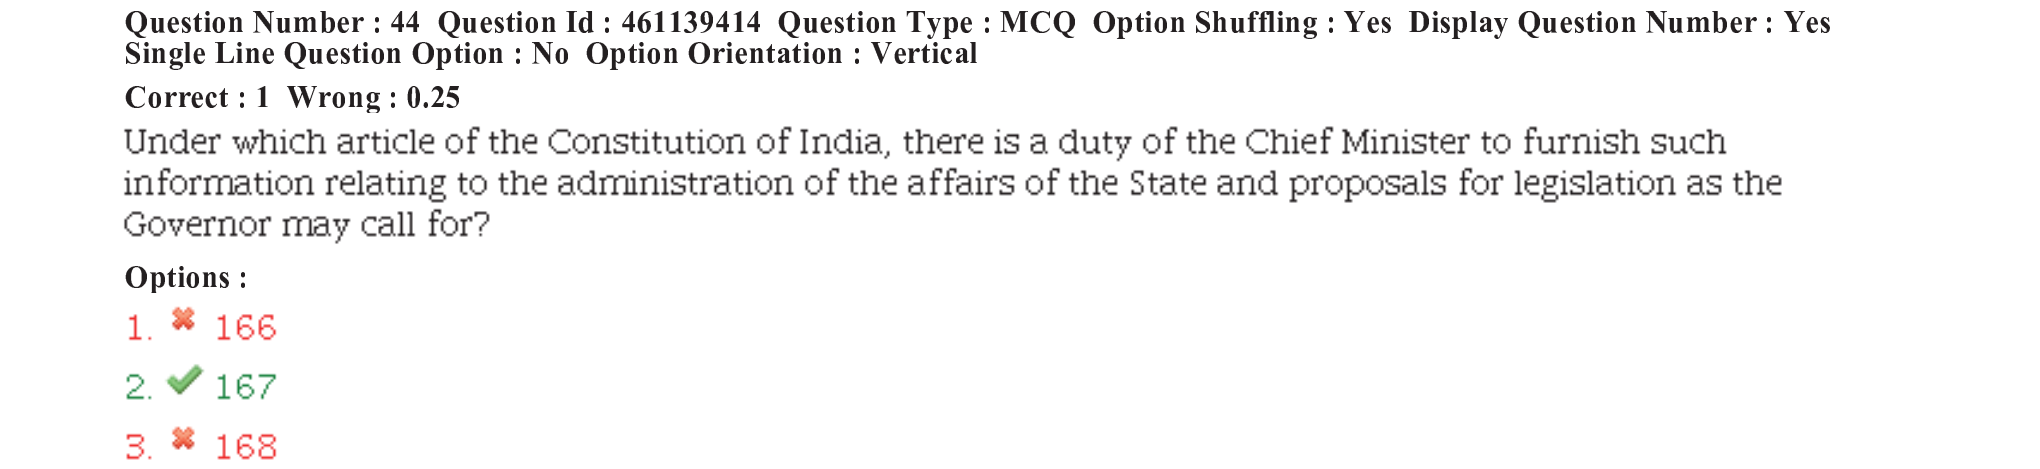 Question Number : 44 Question Id : 461139414 Question Type : MCQ Option Shuffling : Yes Display Question Number : Yes
Single Line Question Option : No Option Orientation : Vertical
Correct : 1 Wrong : 0.25
Under which article of the Constitution of India, there is a duty of the Chief Minister to furnish such
information relating to the administration of the affairs of the State and proposals for legislation as the
Governor may call for?
Options :
1. 166
2. 167
3. 168